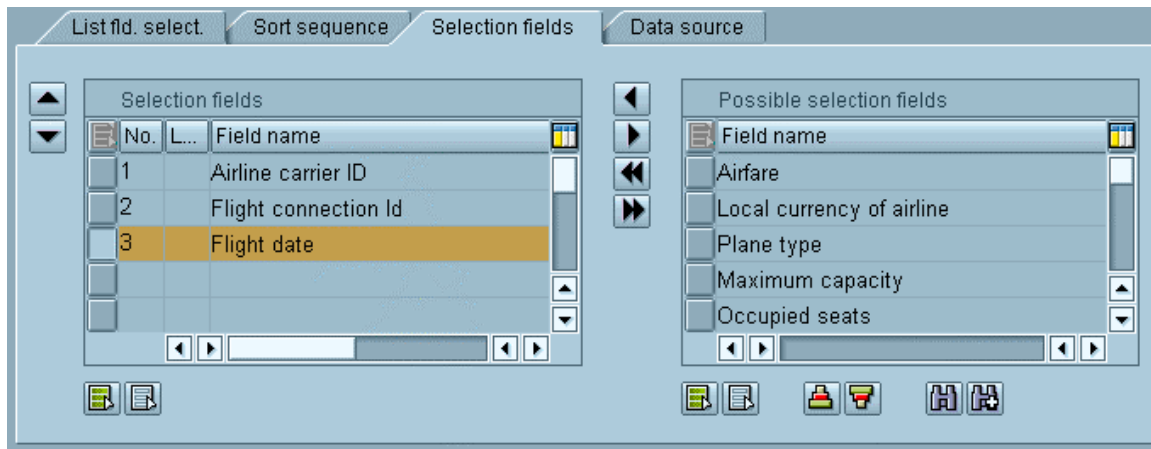 List fld. select. Sort sequence Selection fields Data source
Selection fields
No. L... Field name
1 Airline carrier ID
2 Flight connection Id
3 Flight date
Possible selection fields
Field name
Airfare
Local currency of airline
Plane type
Maximum capacity
Occupied seats